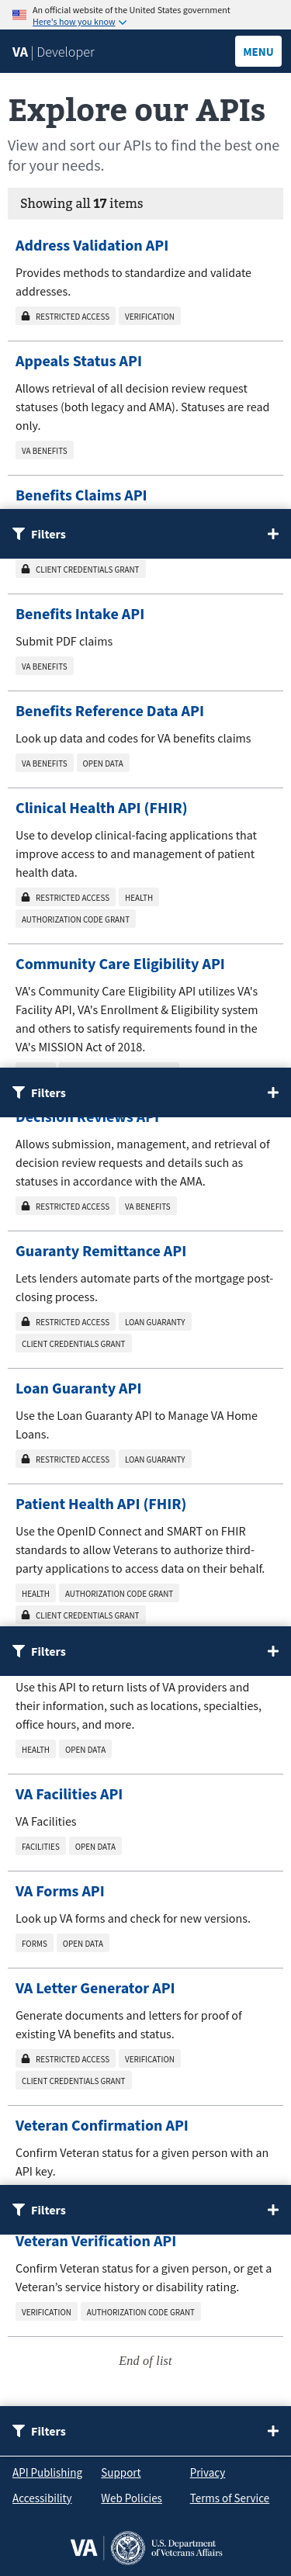 An official website of the United States government
Here's how you know
VA | Developer
MENU
Explore our APIs
View and sort our APIs to find the best one
for your needs.
Showing all 17 items
Address Validation API
Provides methods to standardize and validate
addresses.
RESTRICTED ACCESS VERIFICATION
Appeals Status API
Allows retrieval of all decision review request
statuses (both legacy and AMA). Statuses are read
only.
VA BENEFITS
Benefits Claims API
Filters
CLIENT CREDENTIALS GRANT
Benefits Intake API
Submit PDF claims
VA BENEFITS
Benefits Reference Data API
Look up data and codes for VA benefits claims
VA BENEFITS OPEN DATA
Clinical Health API (FHIR)
Use to develop clinical-facing applications that
improve access to and management of patient
health data.
RESTRICTED ACCESS HEALTH
AUTHORIZATION CODE GRANT
Community Care Eligibility API
VA's Community Care Eligibility API utilizes VA's
Facility API, VA's Enrollment & Eligibility system
and others to satisfy requirements found in the
VA's MISSION Act of 2018.
Filters
Decision Reviews API
Allows submission, management, and retrieval of
decision review requests and details such as
statuses in accordance with the AMA.
RESTRICTED ACCESS VA BENEFITS
Guaranty Remittance API
Lets lenders automate parts of the mortgage post-
closing process.
RESTRICTED ACCESS LOAN GUARANTY
CLIENT CREDENTIALS GRANT
Loan Guaranty API
Use the Loan Guaranty API to Manage VA Home
Loans.
RESTRICTED ACCESS LOAN GUARANTY
Patient Health API (FHIR)
Use the OpenID Connect and SMART on FHIR
standards to allow Veterans to authorize third-
party applications to access data on their behalf.
HEALTH AUTHORIZATION CODE GRANT
CLIENT CREDENTIALS GRANT
Filters
Use this API to return lists of VA providers and
their information, such as locations, specialties,
office hours, and more.
HEALTH OPEN DATA
VA Facilities API
VA Facilities
FACILITIES OPEN DATA
VA Forms API
Look up VA forms and check for new versions.
FORMS OPEN DATA
VA Letter Generator API
Generate documents and letters for proof of
existing VA benefits and status.
RESTRICTED ACCESS VERIFICATION
CLIENT CREDENTIALS GRANT
Veteran Confirmation API
Confirm Veteran status for a given person with an
API key.
Filters
Veteran Verification API
Confirm Veteran status for a given person, or get a
Veteran's service history or disability rating.
VERIFICATION AUTHORIZATION CODE GRANT
End of list
Filters
API Publishing Support Privacy
Accessibility Web Policies Terms of Service
VA U.S. Department
of Veterans Affairs